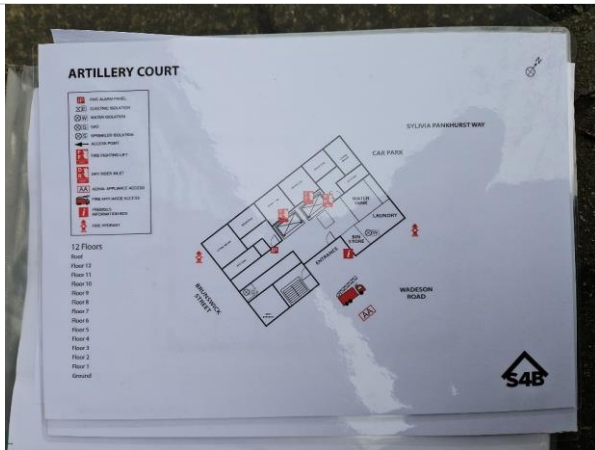 ARTILLERY COURT
N
FIRE ALARM PANEL
ELECTRIC ISOLATION
W WATER ISOLATION
G GAS
S SPRINKLER ISOLATION
ACCESS POINT
FIRE FIGHTING LIFT
DRY RISER INLET
AA AERIAL APPLIANCE ACCESS
FIRE APPLIANCE ACCESS
PREMISES
INFORMATION BOX
FIRE HYDRANT
SYLIVIA PANKHURST WAY
CAR PARK
WATER
TANK
LAUNDRY
BIN
STORE
W
ENTRANCE
BRUNSWICK
STREET
WADESON
ROAD
AA
12 Floors
Roof
Floor 12
Floor 11
Floor 10
Floor 9
Floor 8
Floor 7
Floor 6
Floor 5
Floor 4
Floor 3
Floor 2
Floor 1
Ground
S4B